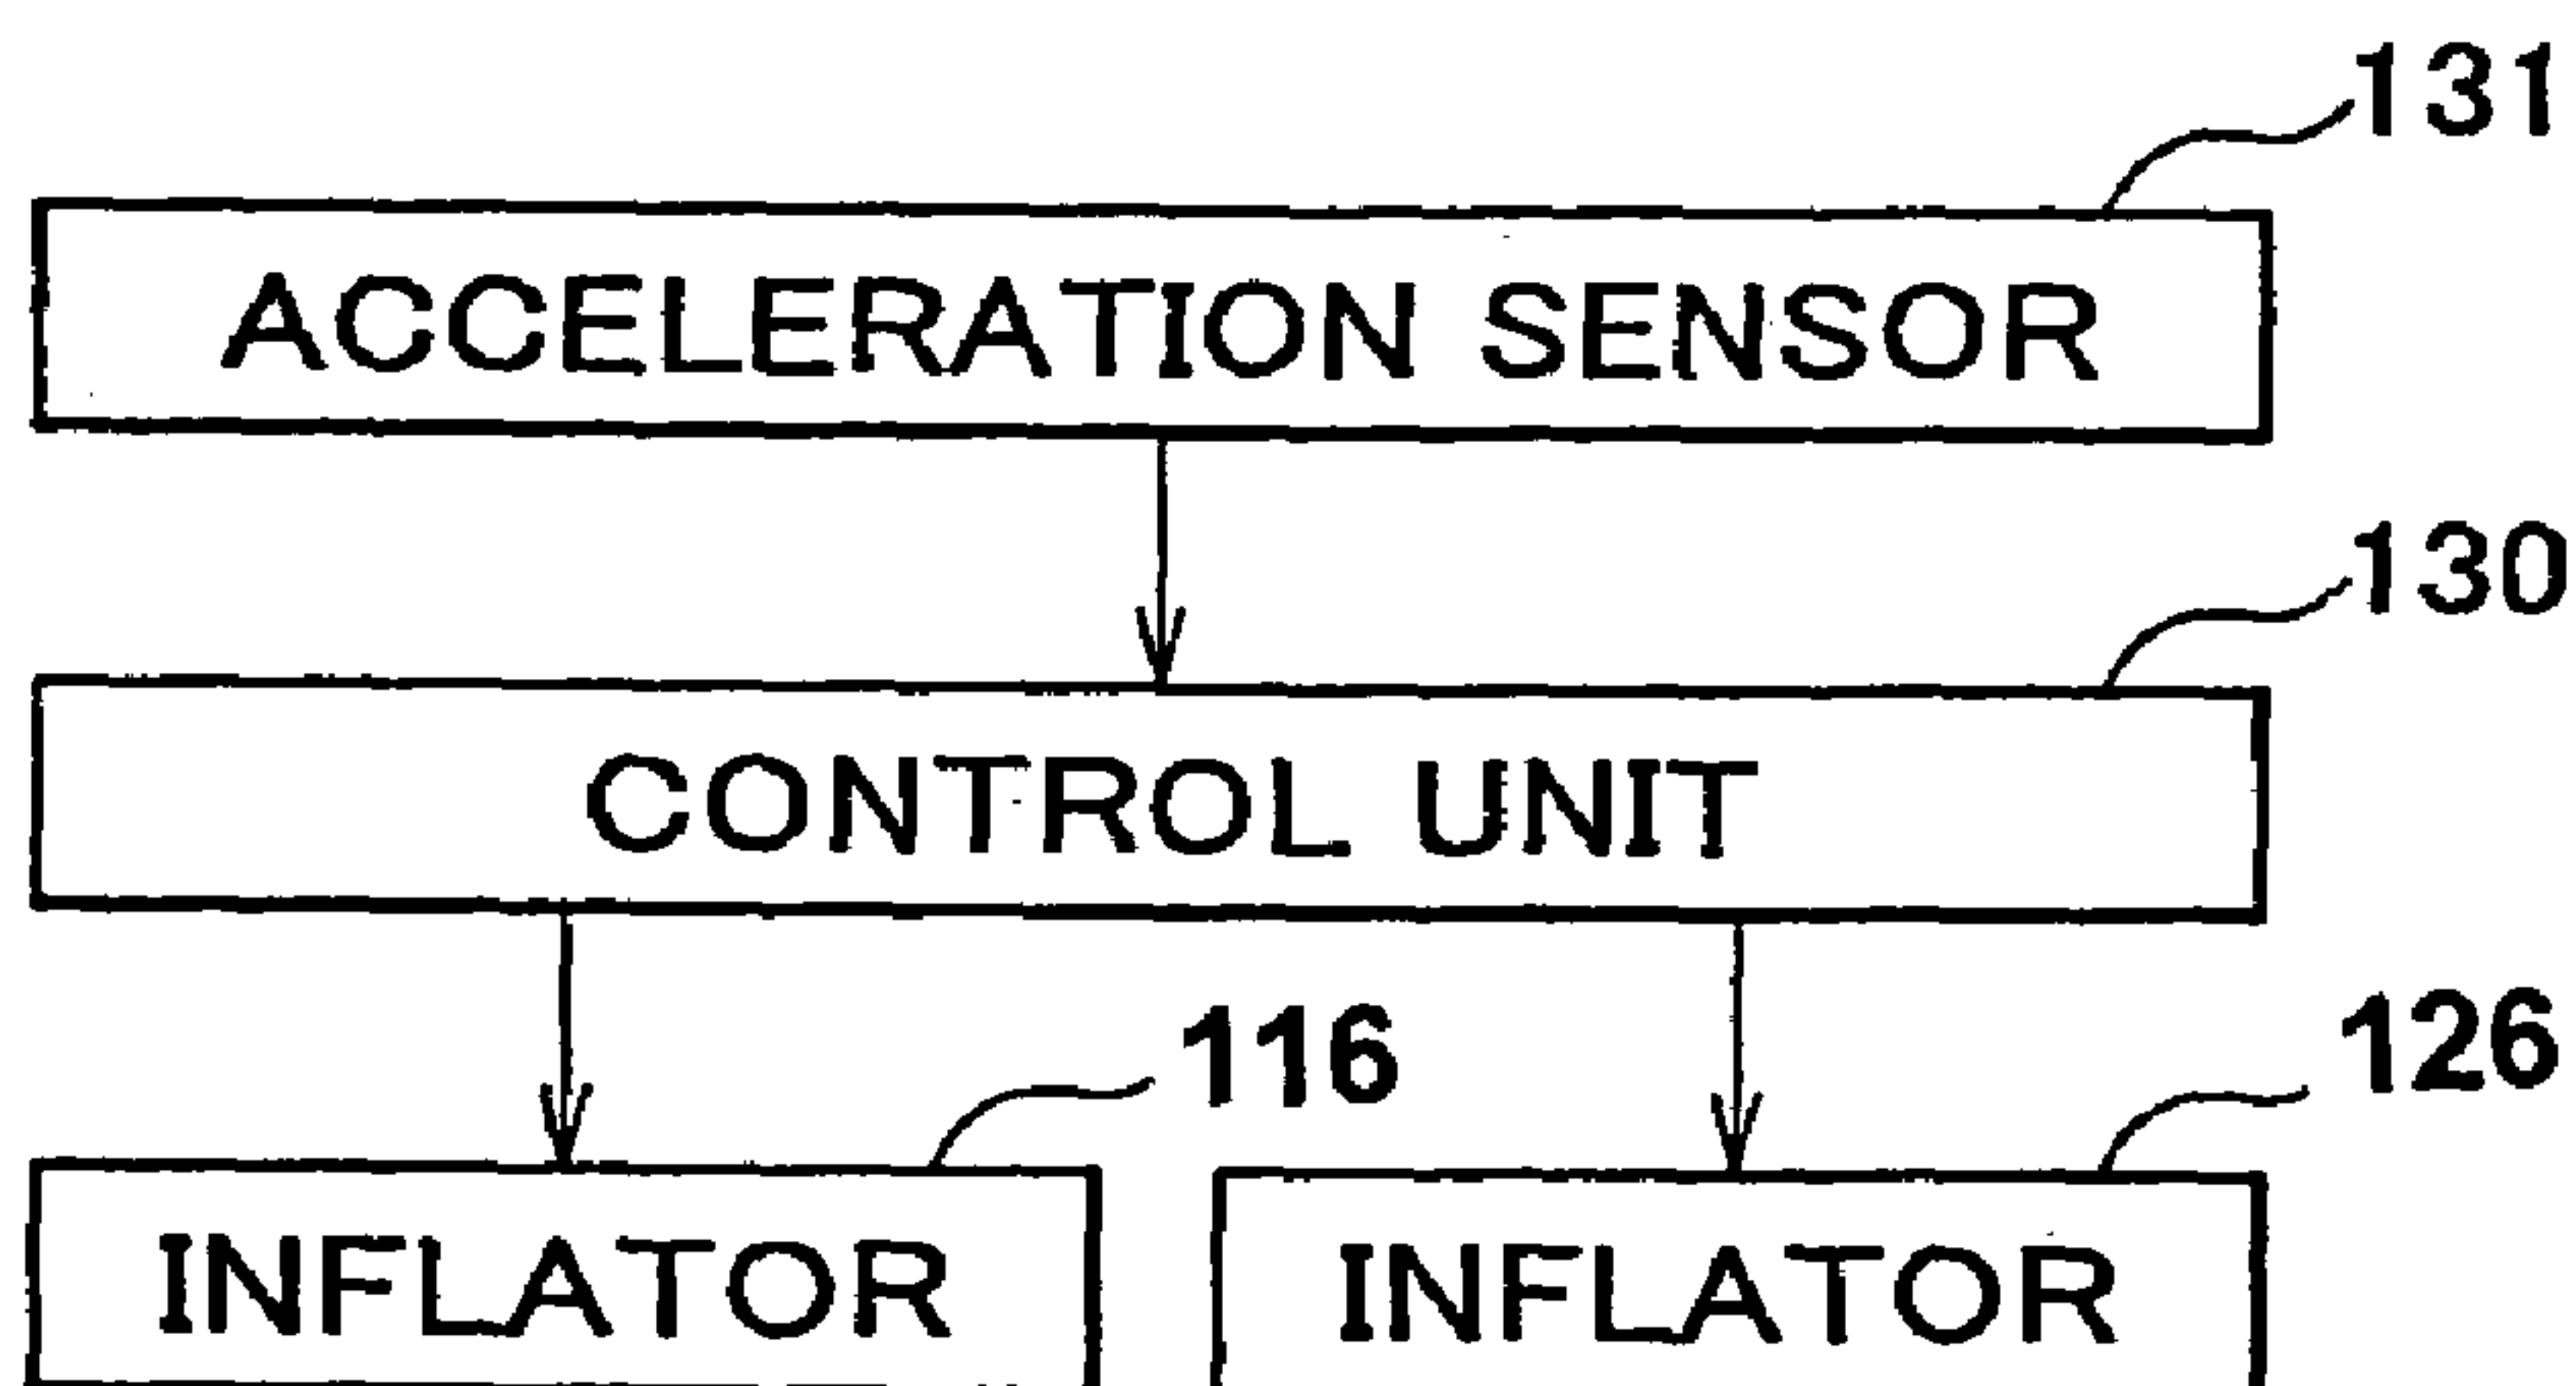 131
ACCELERATION SENSOR
130
CONTROL UNIT
116
126
INFLATOR
INFLATOR